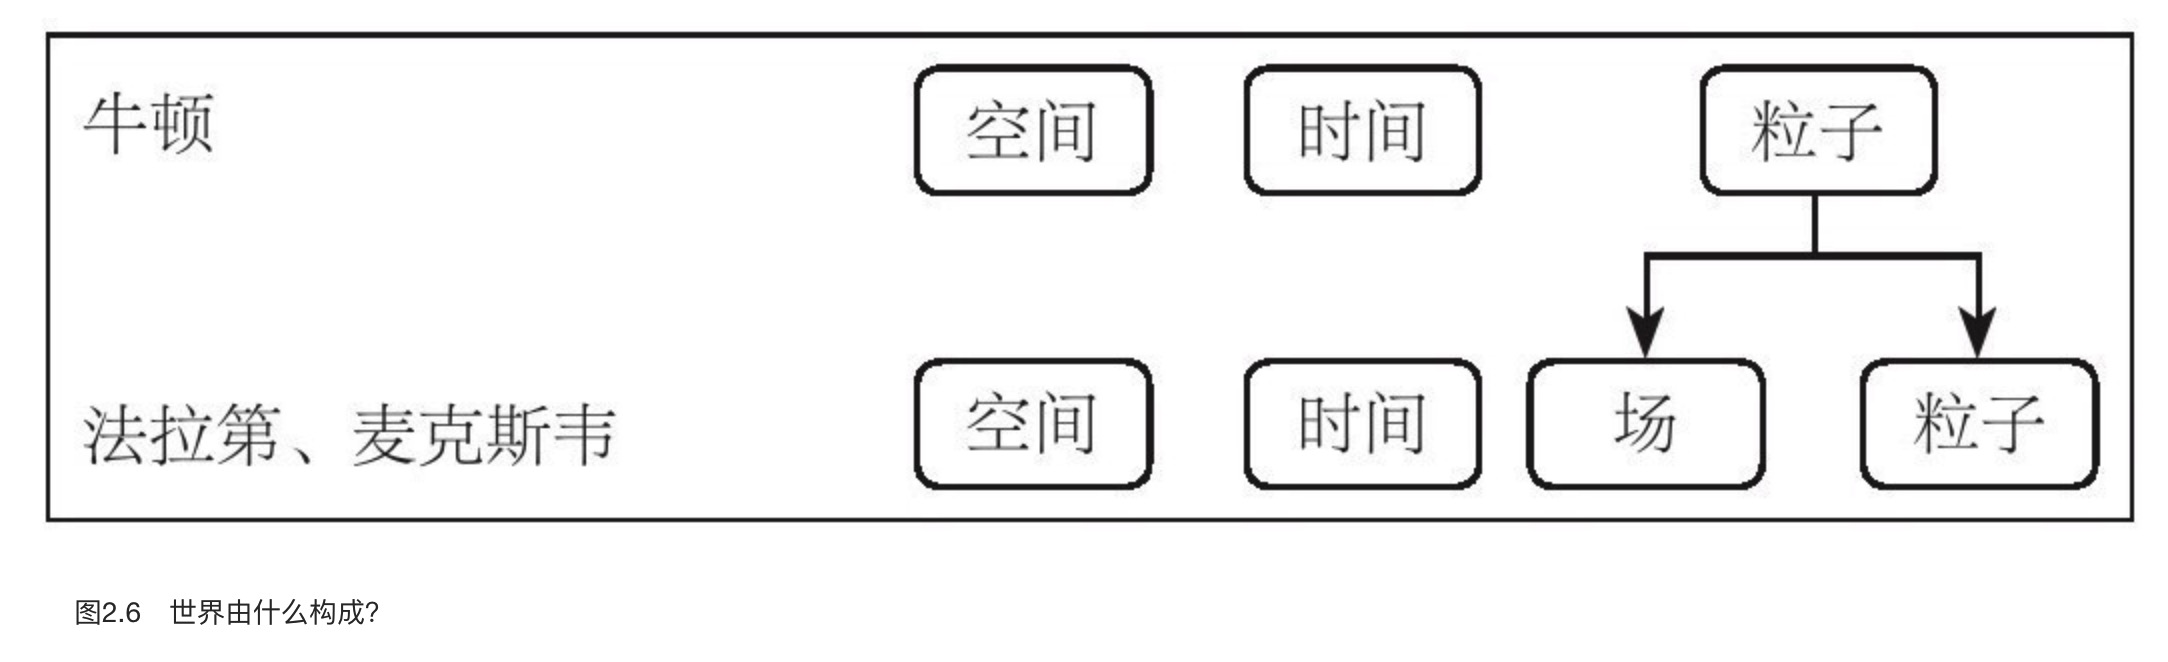 牛顿 空间 时间 粒子
法拉第、麦克斯韦 空间 时间 场 粒子
图2.6 世界由什么构成?